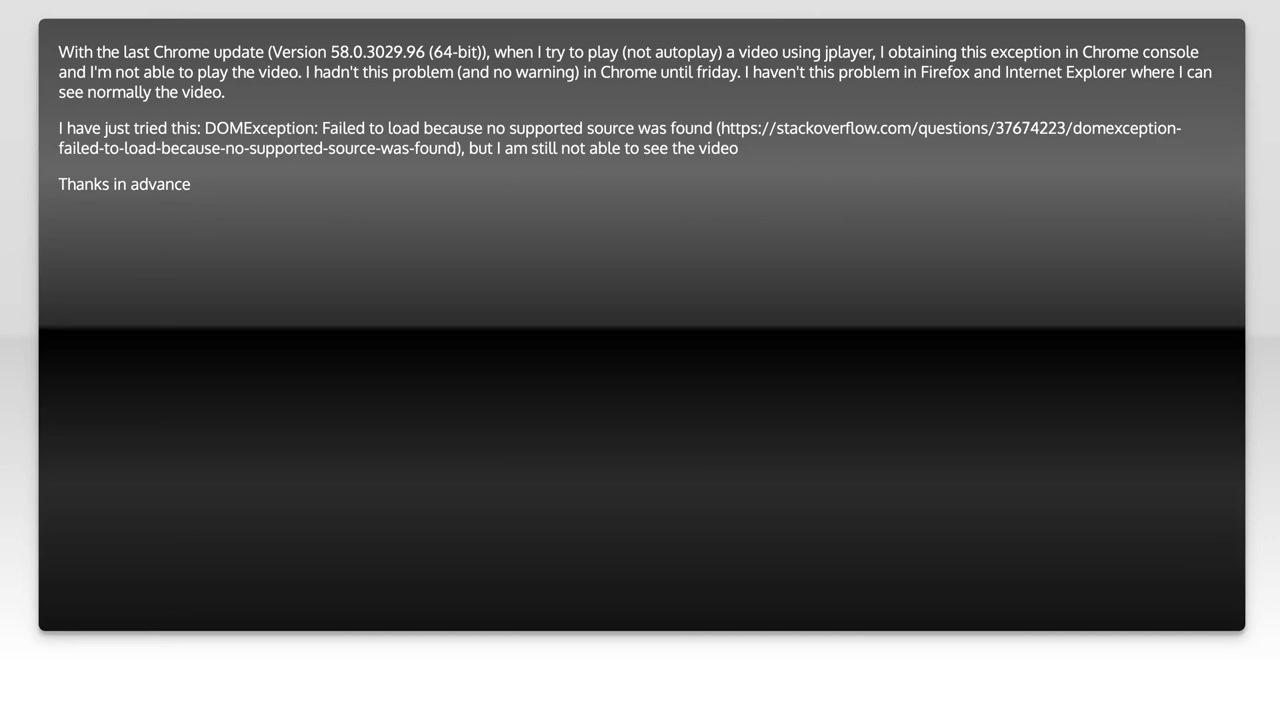 With the last Chrome update (Version 58.0.3029.96 (64-bit)), when I try to play (not autoplay) a video using jplayer, I obtaining this exception in Chrome console
and I'm not able to play the video. I hadn't this problem (and no warning) in Chrome until friday. I haven't this problem in Firefox and Internet Explorer where I can
see normally the video.
I have just tried this: DOMException: Failed to load because no supported source was found (https://stackoverflow.com/questions/37674223/domexception-
failed-to-load-because-no-supported-source-was-found), but I am still not able to see the video
Thanks in advance